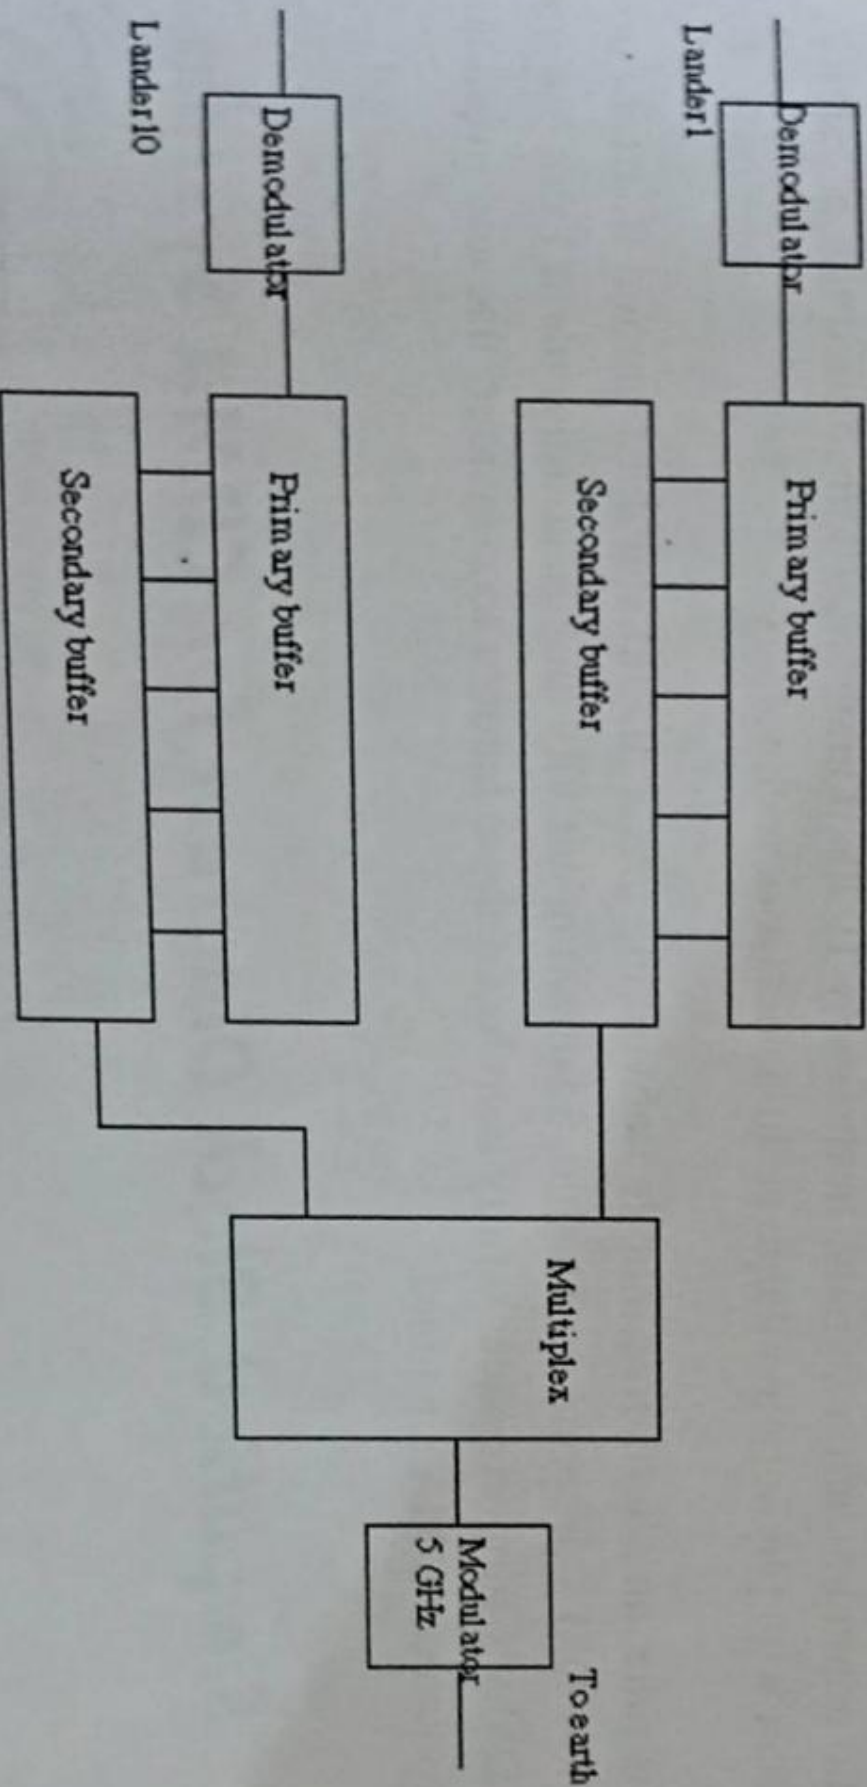 Demodulator
Lander1
Primary buffer
Secondary buffer
Demodulator
Lander10
Primary buffer
Secondary buffer
Multiplex
Modulator
5 GHz
To earth